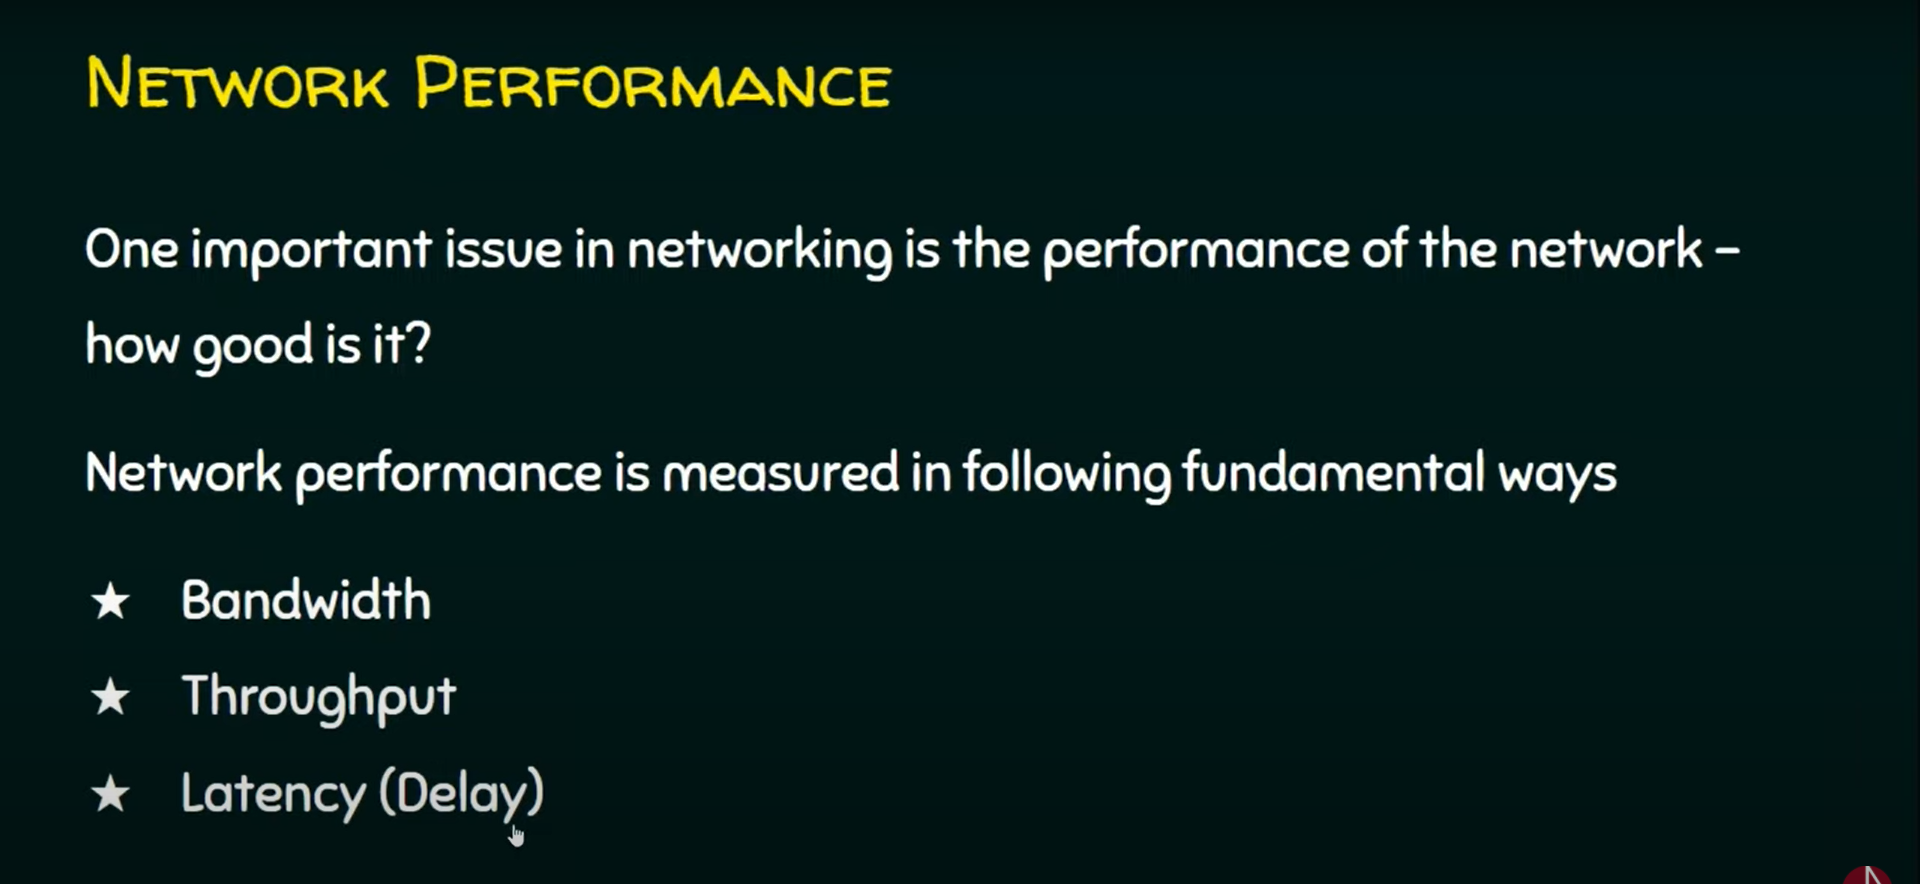 NETWORK PERFORMANCE
One important issue in networking is the performance of the network –
how good is it?
Network performance is measured in following fundamental ways
★ Bandwidth
★ Throughput
★ Latency (Delay)